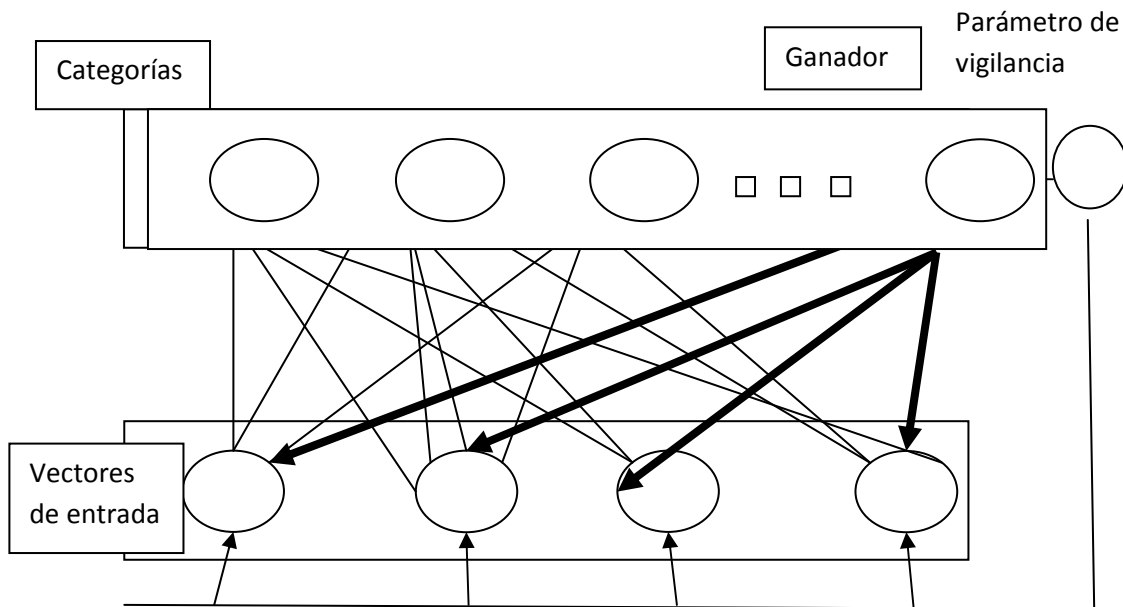 Parámetro de
vigilancia
Categorías
Ganador
Vectores
de entrada